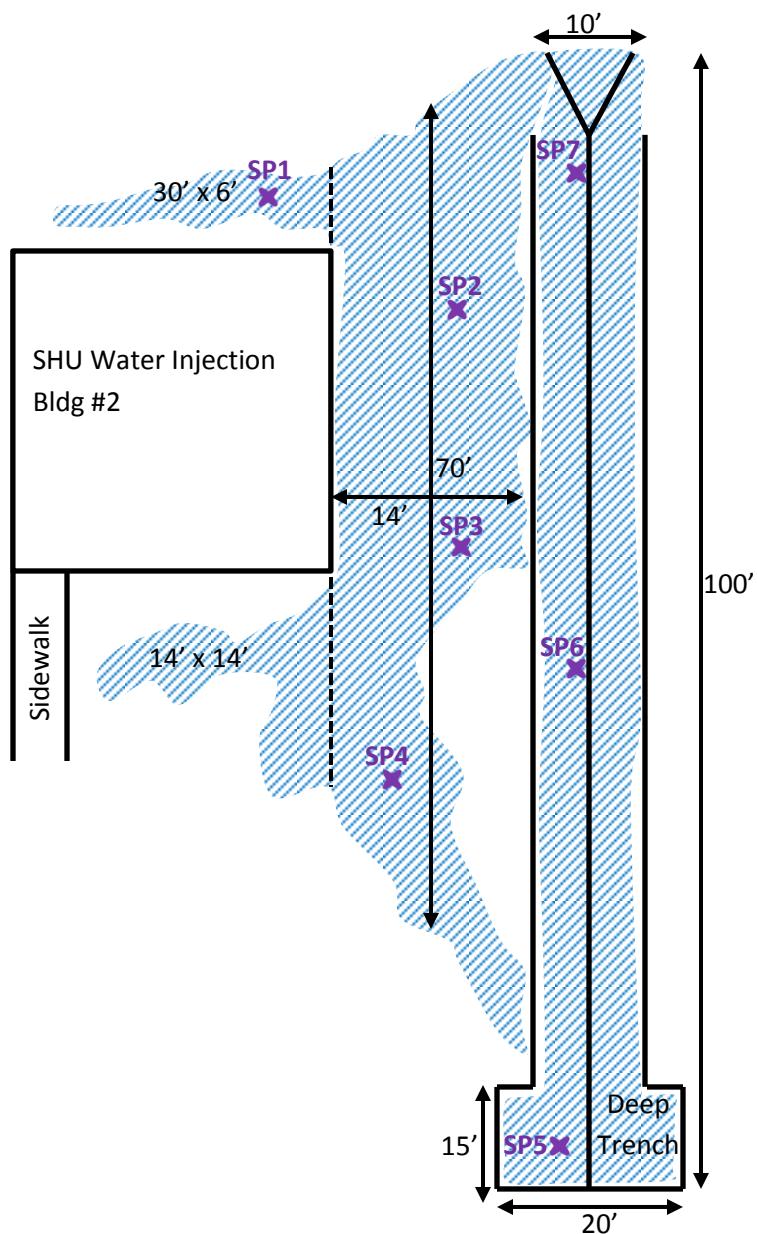 10’
SP7
SP1
30’ x 6’
SP2
SHU Water Injection
Bldg #2
70’
14’
SP3
100’
SP6
14’ x 14’
Sidewalk
SP4
Deep
15’
SP5
Trench
20’